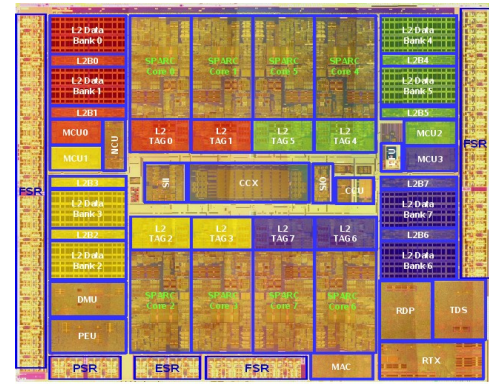 L2 Data
Bank 0
L2B0
L2 Data
Bank 1
L2B1
MCU0
NCU
MCU1
SPARC
Core 0
SPARC
Core 1
SPARC
Core 5
SPARC
Core 4
L2
TAG 0
L2
TAG 1
L2
TAG 5
L2
TAG 4
L2 Data
Bank 4
L2B4
L2 Data
Bank 5
L2B5
MCU2
MCU3
FSR
SII
CCX
SIO
CCU
FSR
L2B3
L2 Data
Bank 3
L2B2
L2 Data
Bank 2
DMU
PEU
L2
TAG 2
L2
TAG 3
L2
TAG 7
L2
TAG 6
SPARC
Core 2
SPARC
Core 3
SPARC
Core 7
SPARC
Core 6
L2B7
L2 Data
Bank 7
L2B6
L2 Data
Bank 6
RDP
TDS
RTX
PSR
ESR
FSR
MAC